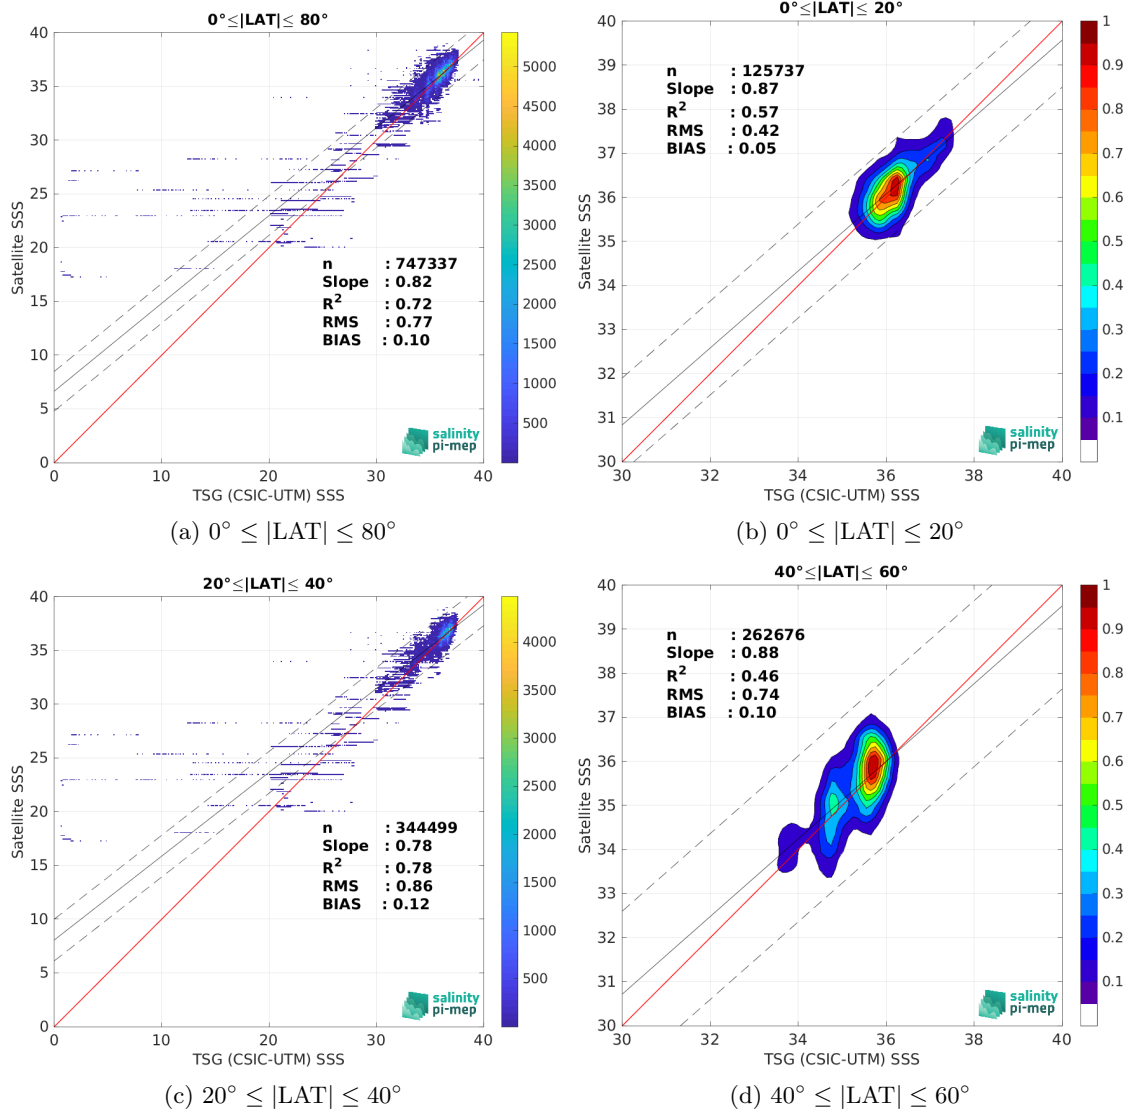 0°≤|LAT|≤ 80°
40
35
30
25
20
15
10
5
0
Satellite SSS
n : 747337
Slope : 0.82
R² : 0.72
RMS : 0.77
BIAS : 0.10
salinity
pi-mep
0 10 20 30 40
TSG (CSIC-UTM) SSS
5000
4500
4000
3500
3000
2500
2000
1500
1000
500
(a) 0° ≤ |LAT| ≤ 80°
0°≤|LAT|≤ 20°
40
39
38
37
36
35
34
33
32
31
30
Satellite SSS
n : 125737
Slope : 0.87
R² : 0.57
RMS : 0.42
BIAS : 0.05
salinity
pi-mep
30 32 34 36 38 40
TSG (CSIC-UTM) SSS
1
0.9
0.8
0.7
0.6
0.5
0.4
0.3
0.2
0.1
(b) 0° ≤ |LAT| ≤ 20°
20°≤|LAT|≤ 40°
40
35
30
25
20
15
10
5
0
Satellite SSS
n : 344499
Slope : 0.78
R² : 0.78
RMS : 0.86
BIAS : 0.12
salinity
pi-mep
0 10 20 30 40
TSG (CSIC-UTM) SSS
4000
3500
3000
2500
2000
1500
1000
500
(c) 20° ≤ |LAT| ≤ 40°
40°≤|LAT|≤ 60°
40
39
38
37
36
35
34
33
32
31
30
Satellite SSS
n : 262676
Slope : 0.88
R² : 0.46
RMS : 0.74
BIAS : 0.10
salinity
pi-mep
30 32 34 36 38 40
TSG (CSIC-UTM) SSS
1
0.9
0.8
0.7
0.6
0.5
0.4
0.3
0.2
0.1
(d) 40° ≤ |LAT| ≤ 60°